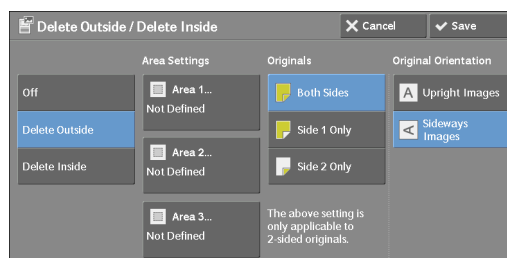 Delete Outside / Delete Inside
Cancel
Save
Area Settings
Originals
Original Orientation
Off
Delete Outside
Delete Inside
Area 1...
Not Defined
Area 2...
Not Defined
Area 3...
Not Defined
Both Sides
Side 1 Only
Side 2 Only
The above setting is
only applicable to
2-sided originals.
A Upright Images
A Sideways
Images